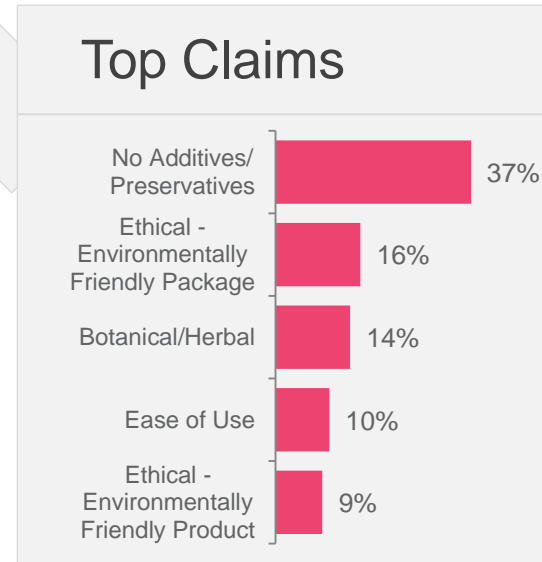 Top Claims
No Additives/
Preservatives
37%
Ethical -
Environmentally
Friendly Package
16%
Botanical/Herbal
14%
Ease of Use
10%
Ethical -
Environmentally
Friendly Product
9%